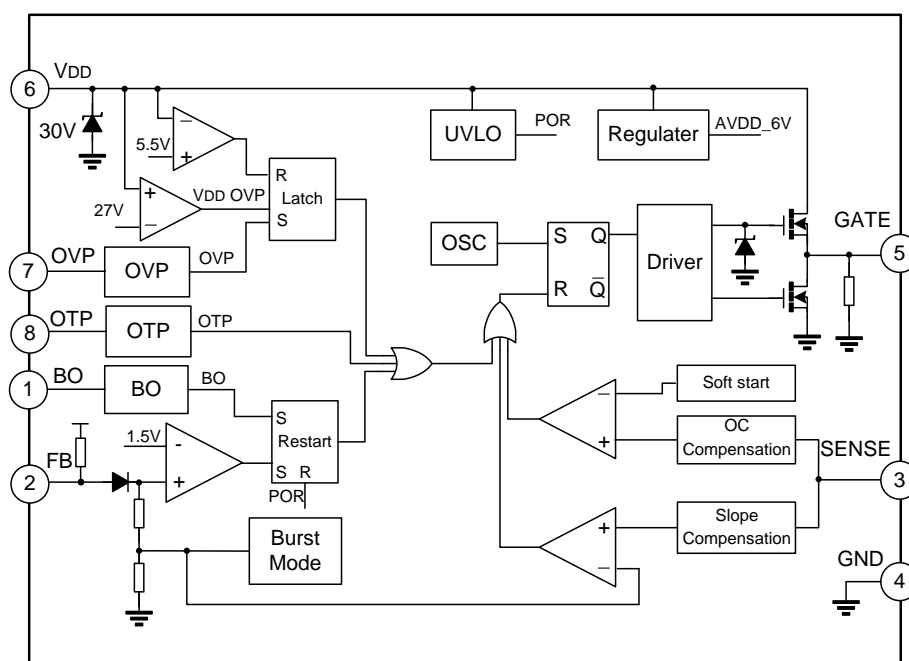 6
VDD
30V
5.5V
−
+
27V
+
−
VDD OVP
R
Latch
S
UVLO
POR
Regulater
AVDD_6V
7
OVP
OVP
OVP
OSC
S Q
R Q̅
Driver
GATE
5
8
OTP
OTP
OTP
1
BO
BO
BO
S
Restart
S R
POR
1.5V
-
+
2
FB
Burst
Mode
−
+
Soft start
OC
Compensation
SENSE
3
+
−
Slope
Compensation
GND
4